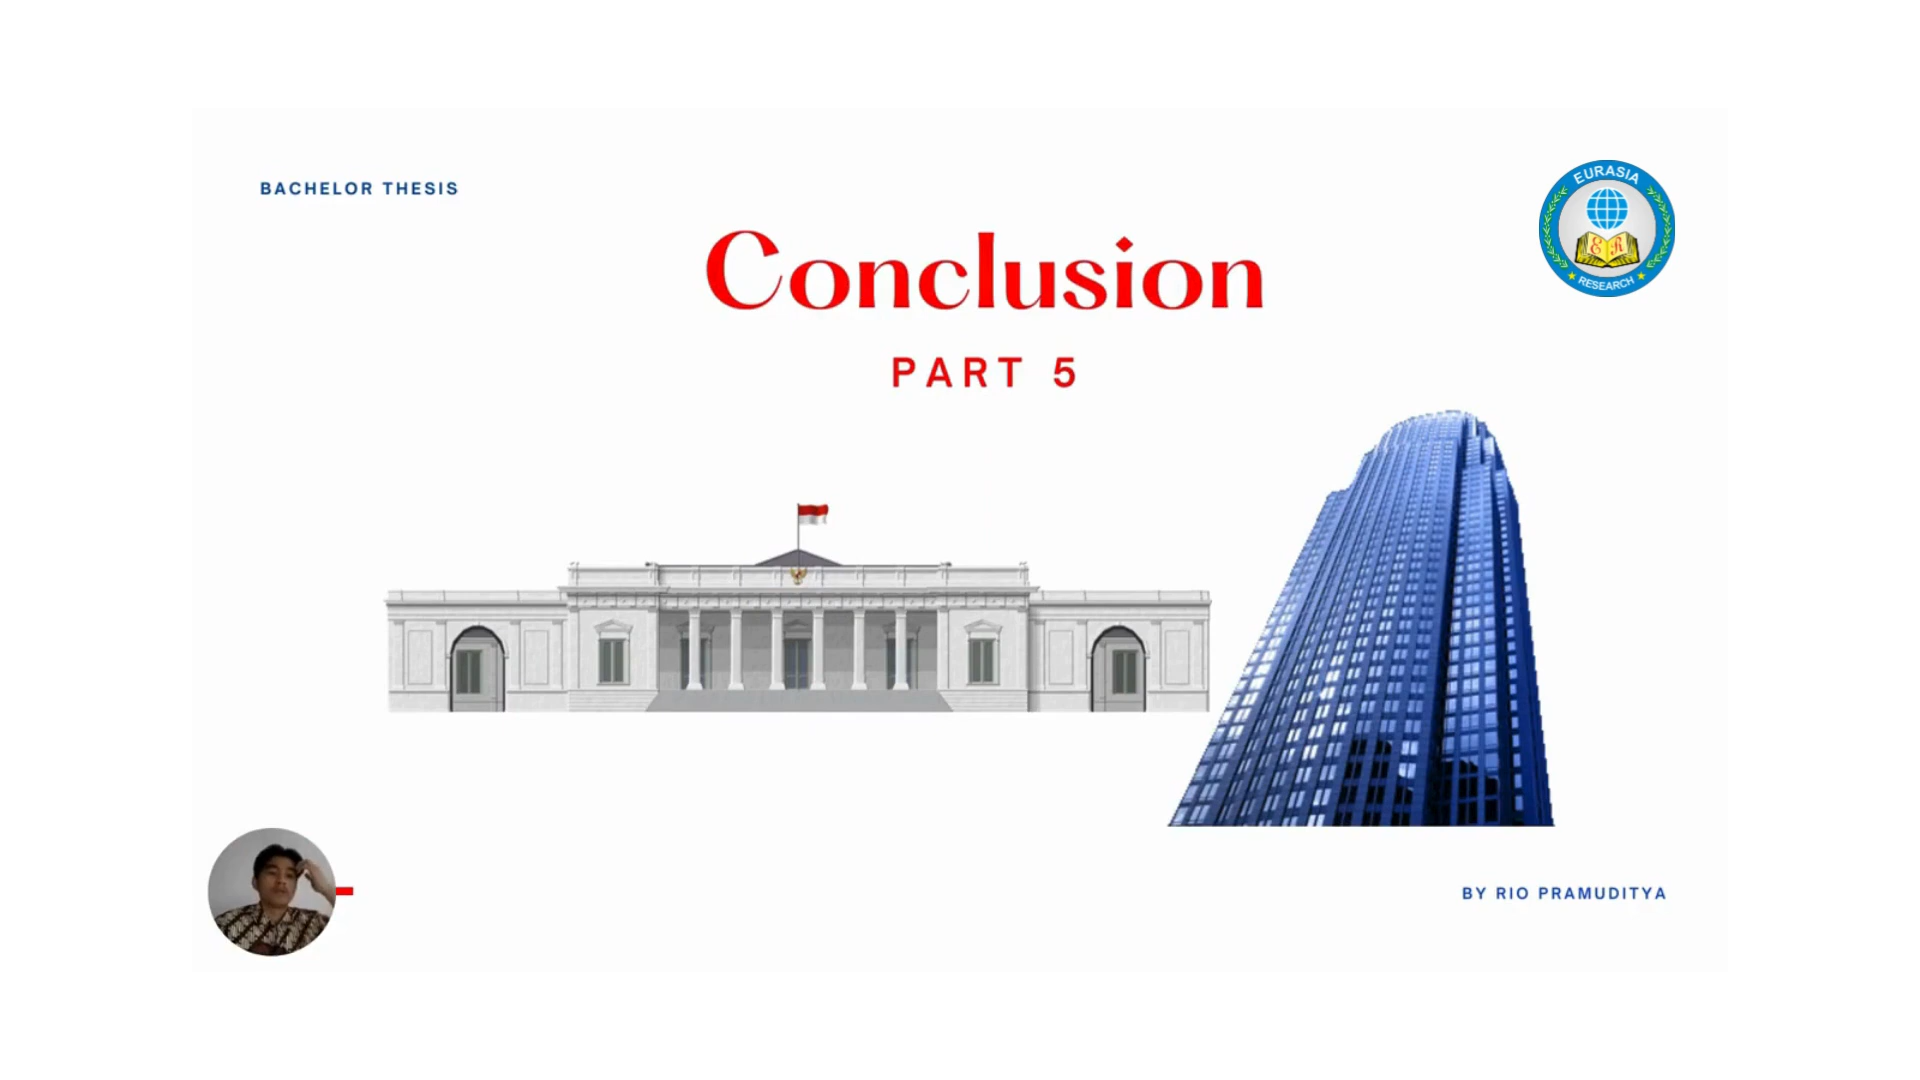 BACHELOR THESIS
EURASIA
E R
RESEARCH
Conclusion
PART 5
BY RIO PRAMUDITYA